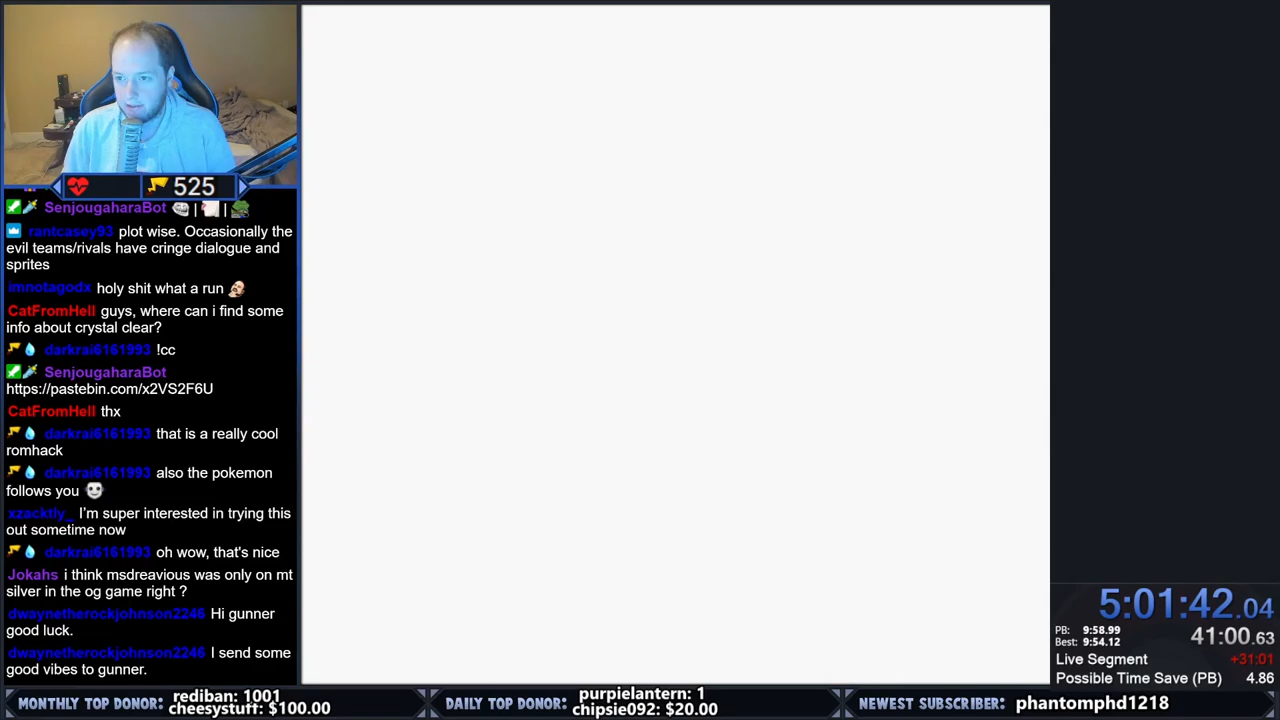 525
SenjougaharaBot | |
rantcasey93 plot wise. Occasionally the
evil teams/rivals have cringe dialogue and
sprites
imnotagodx holy shit what a run
CatFromHell guys, where can i find some
info about crystal clear?
darkrai6161993 !cc
SenjougaharaBot
https://pastebin.com/x2VS2F6U
CatFromHell thx
darkrai6161993 that is a really cool
romhack
darkrai6161993 also the pokemon
follows you
xzacktly_ I'm super interested in trying this
out sometime now
darkrai6161993 oh wow, that's nice
Jokahs i think msdreavious was only on mt
silver in the og game right ?
dwaynetherockjohnson2246 Hi gunner
good luck.
dwaynetherockjohnson2246 I send some
good vibes to gunner.
5:01:42.04
PB: 9:58.99
Best: 9:54.12
41:00.63
Live Segment +31:01
Possible Time Save (PB) 4.86
MONTHLY TOP DONOR: rediban: 1001
cheesystuff: $100.00
DAILY TOP DONOR: purpielantern: 1
chipsie092: $20.00
NEWEST SUBSCRIBER: phantomphd1218